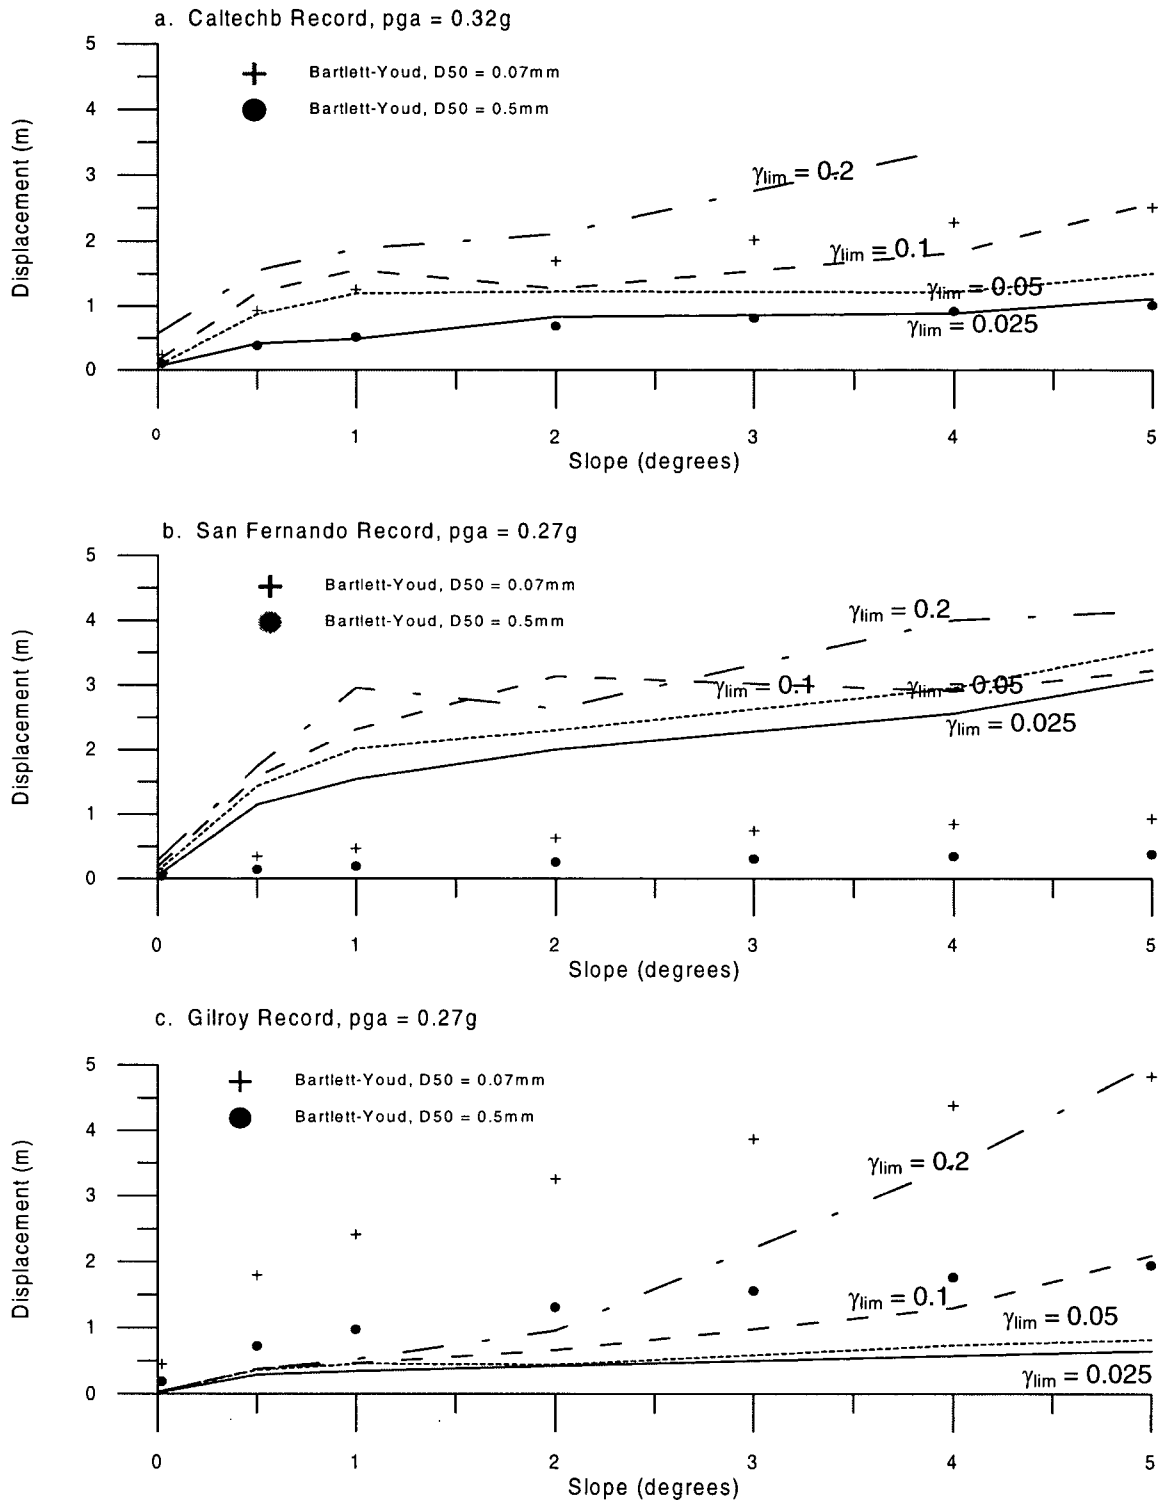 a. Caltechb Record, pga = 0.32g
5
Bartlett-Youd, D50 = 0.07mm
4
Bartlett-Youd, D50 = 0.5mm
Displacement (m)
3
γlim = 0.2
2
γlim = 0.1
1
γlim = 0.05
γlim = 0.025
0
0 1 2 3 4 5
Slope (degrees)
b. San Fernando Record, pga = 0.27g
5
Bartlett-Youd, D50 = 0.07mm
4
Bartlett-Youd, D50 = 0.5mm
Displacement (m)
γlim = 0.2
3
γlim = 0.1
γlim = 0.05
γlim = 0.025
2
1
0
0 1 2 3 4 5
Slope (degrees)
c. Gilroy Record, pga = 0.27g
5
Bartlett-Youd, D50 = 0.07mm
Bartlett-Youd, D50 = 0.5mm
4
Displacement (m)
γlim = 0.2
3
2
γlim = 0.1
γlim = 0.05
1
γlim = 0.025
0
0 1 2 3 4 5
Slope (degrees)